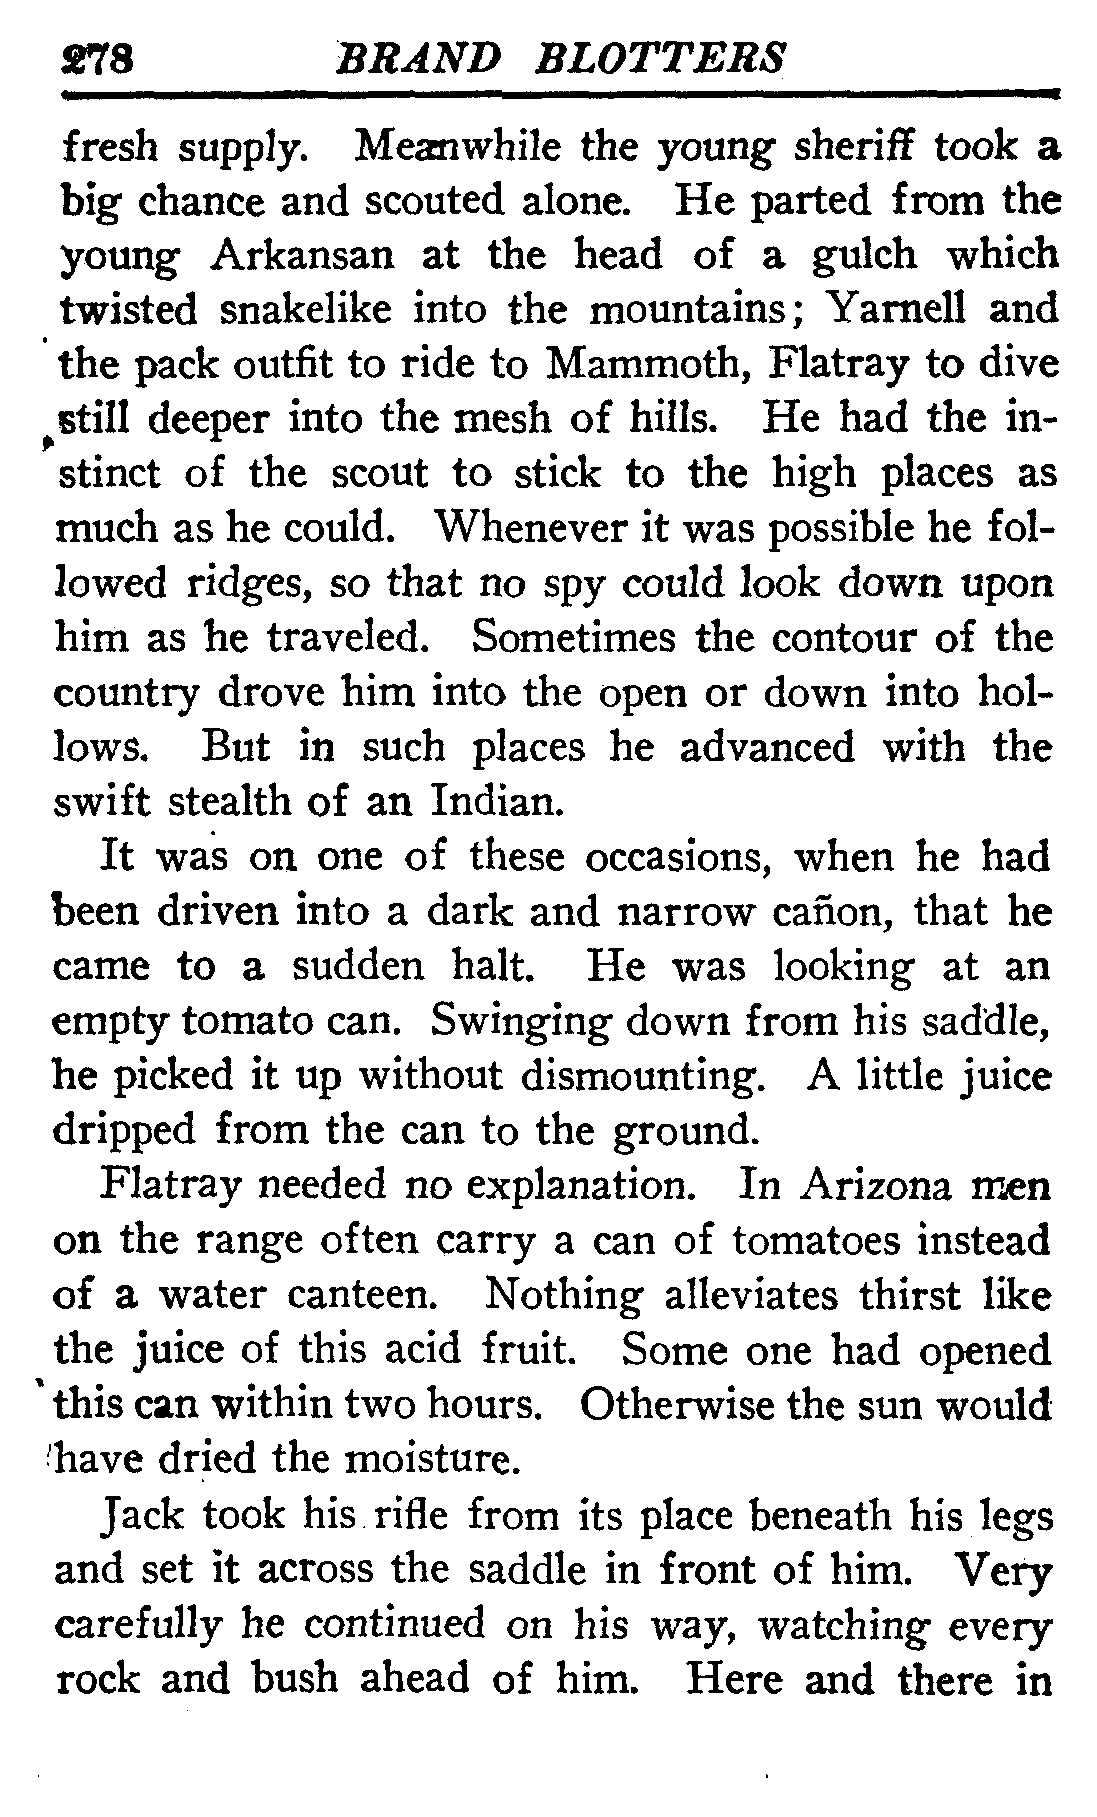 278 BRAND BLOTTERS
fresh supply. Meanwhile the young sheriff took a
big chance and scouted alone. He parted from the
young Arkansan at the head of a gulch which
twisted snakelike into the mountains; Yarnell and
the pack outfit to ride to Mammoth, Flatray to dive
still deeper into the mesh of hills. He had the in-
stinct of the scout to stick to the high places as
much as he could. Whenever it was possible he fol-
lowed ridges, so that no spy could look down upon
him as he traveled. Sometimes the contour of the
country drove him into the open or down into hol-
lows. But in such places he advanced with the
swift stealth of an Indian.
It was on one of these occasions, when he had
been driven into a dark and narrow cañon, that he
came to a sudden halt. He was looking at an
empty tomato can. Swinging down from his saddle,
he picked it up without dismounting. A little juice
dripped from the can to the ground.
Flatray needed no explanation. In Arizona men
on the range often carry a can of tomatoes instead
of a water canteen. Nothing alleviates thirst like
the juice of this acid fruit. Some one had opened
this can within two hours. Otherwise the sun would
have dried the moisture.
Jack took his rifle from its place beneath his legs
and set it across the saddle in front of him. Very
carefully he continued on his way, watching every
rock and bush ahead of him. Here and there in